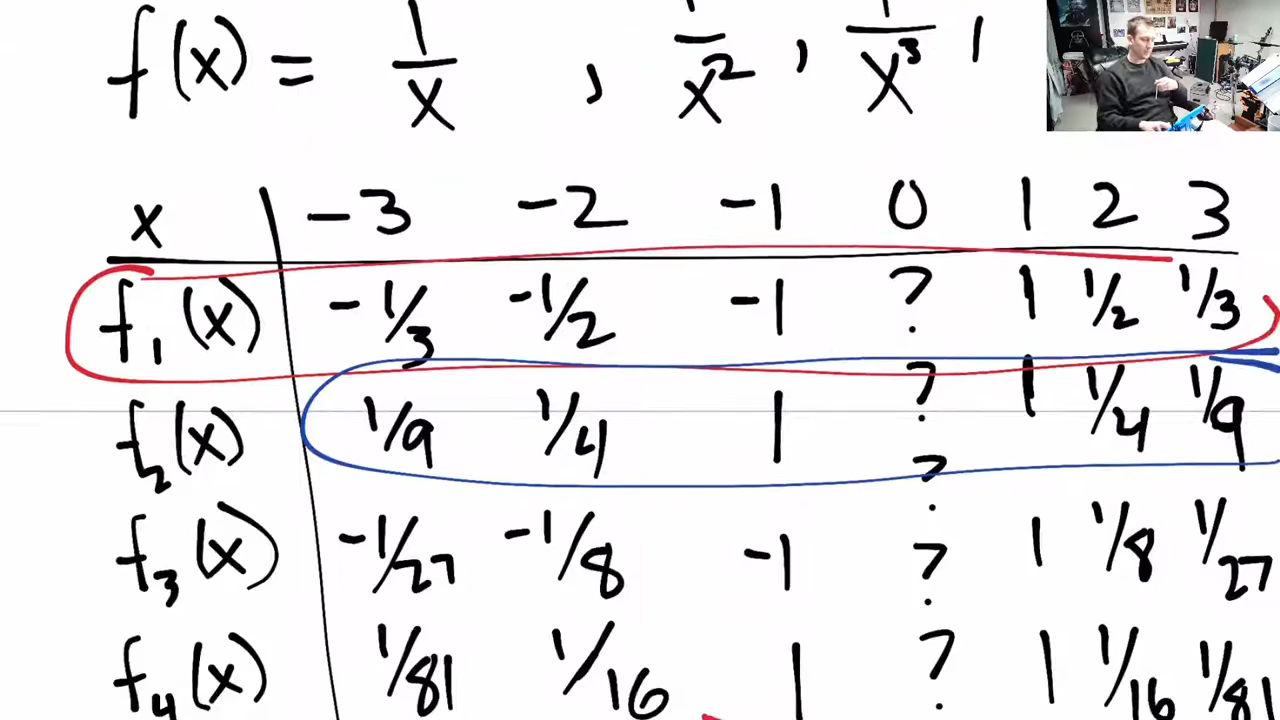 f(x) = 1/x , 1/x² , 1/x³ ,
x -3 -2 -1 0 1 2 3
f₁(x) -1/3 -1/2 -1 ? 1 1/2 1/3
f₂(x) 1/9 1/4 1 ? 1 1/4 1/9
?
f₃(x) -1/27 -1/8 -1 ? 1 1/8 1/27
f₄(x) 1/81 1/16 1 ? 1 1/16 1/81